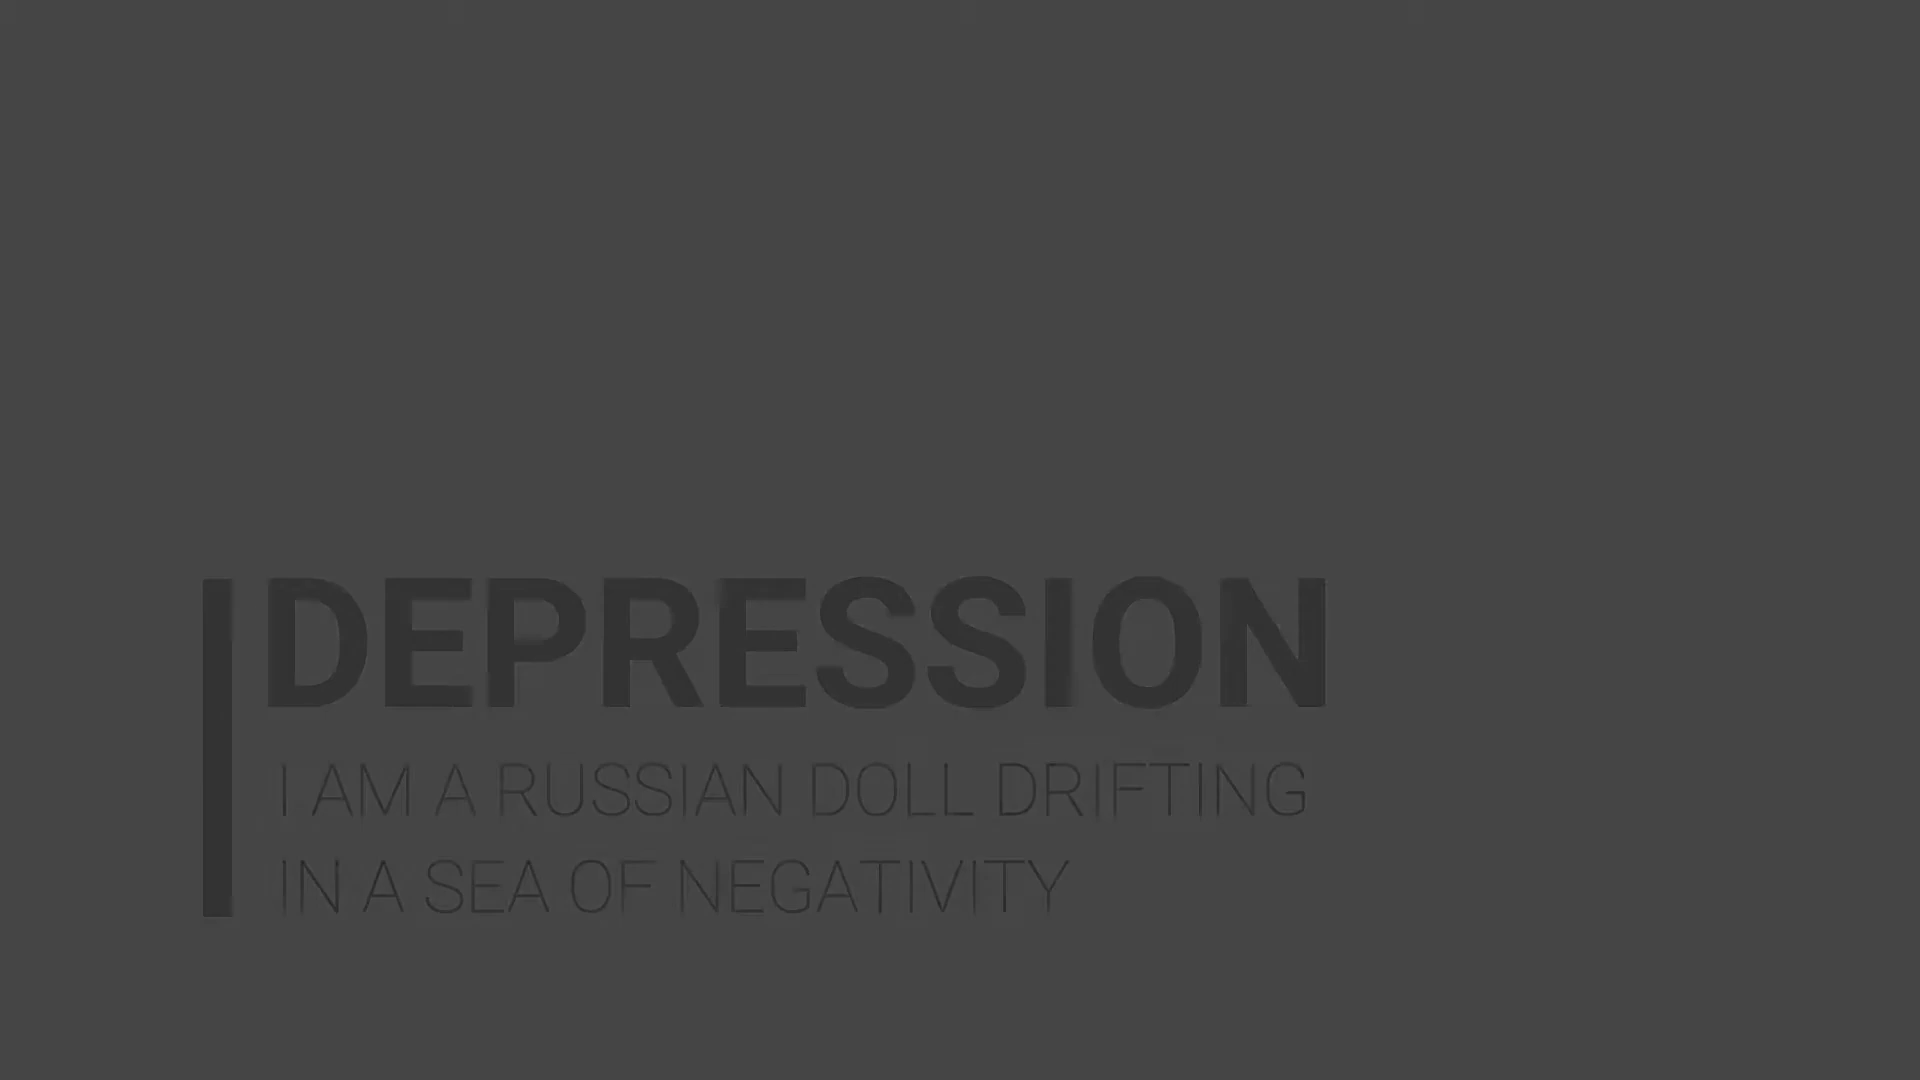 DEPRESSION
I AM A RUSSIAN DOLL DRIFTING
IN A SEA OF NEGATIVITY